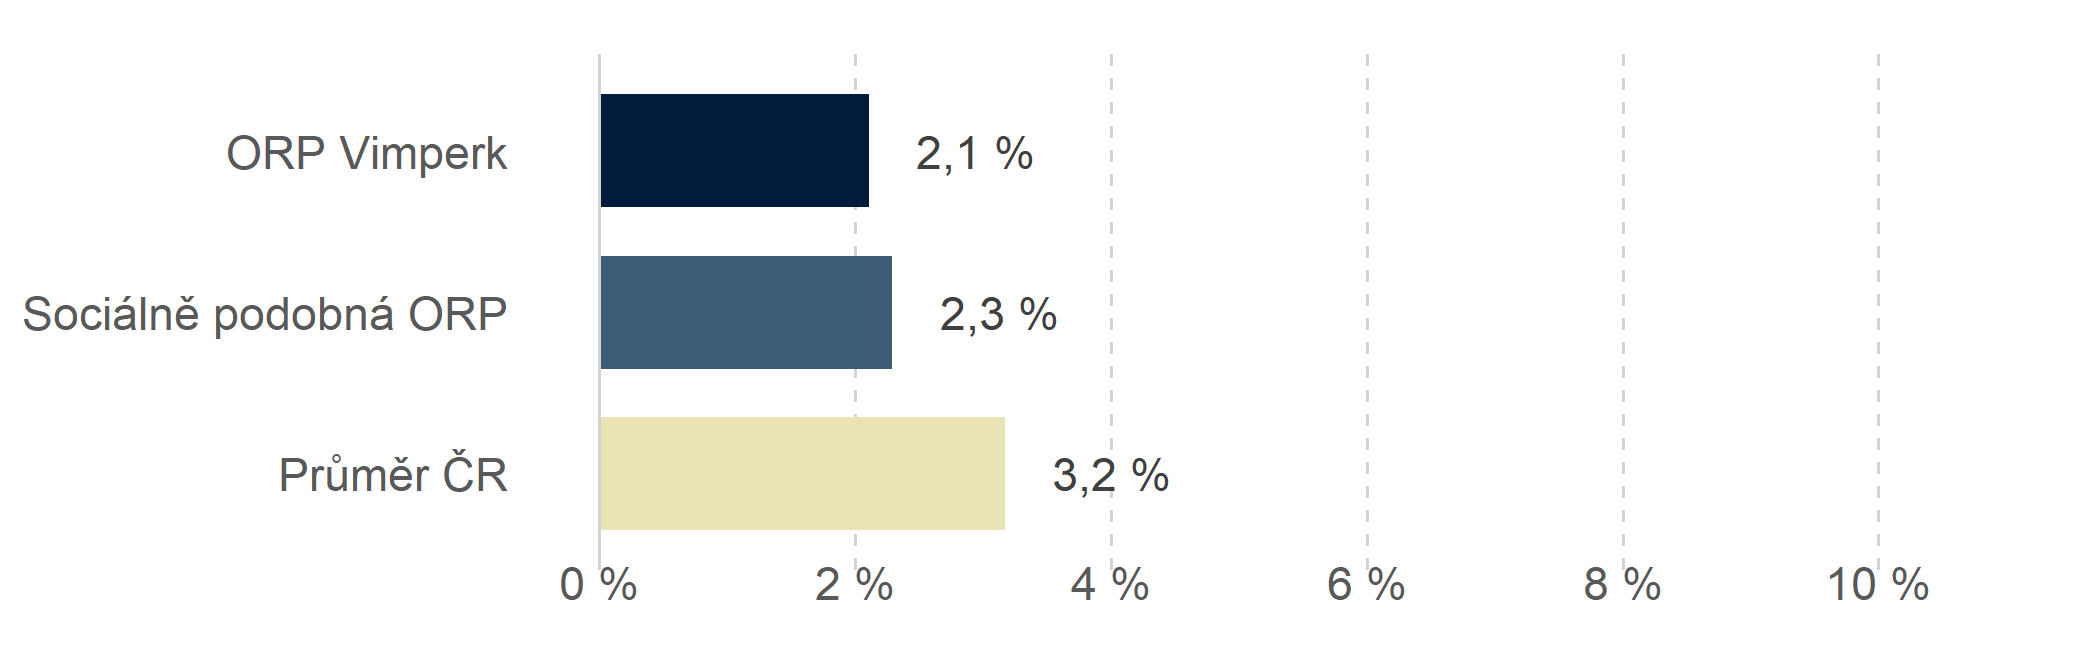 ORP Vimperk 2,1 %
Sociálně podobná ORP 2,3 %
Průměr ČR 3,2 %
0 % 2 % 4 % 6 % 8 % 10 %